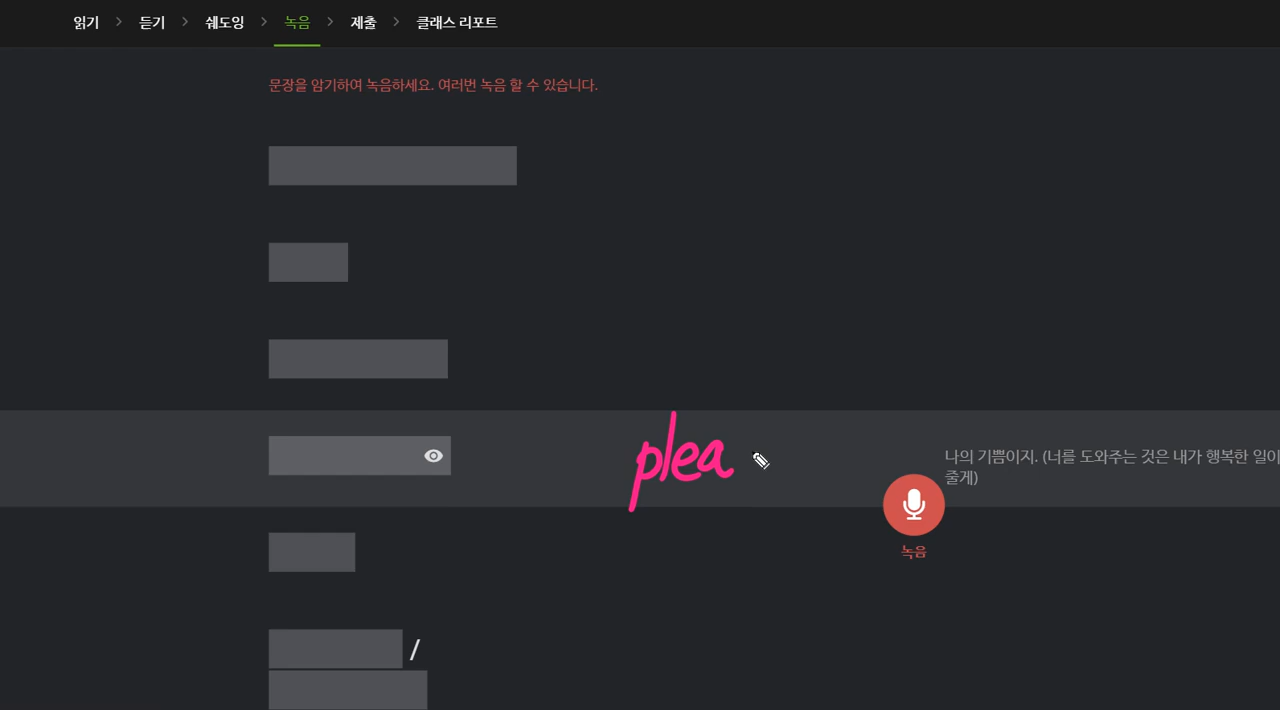 읽기 > 듣기 > 쉐도잉 > 녹음 > 제출 > 클래스 리포트
문장을 암기하여 녹음하세요. 여러번 녹음 할 수 있습니다.
plea
나의 기쁨이지. (너를 도와주는 것은 내가 행복한 일이
줄게)
녹음
/